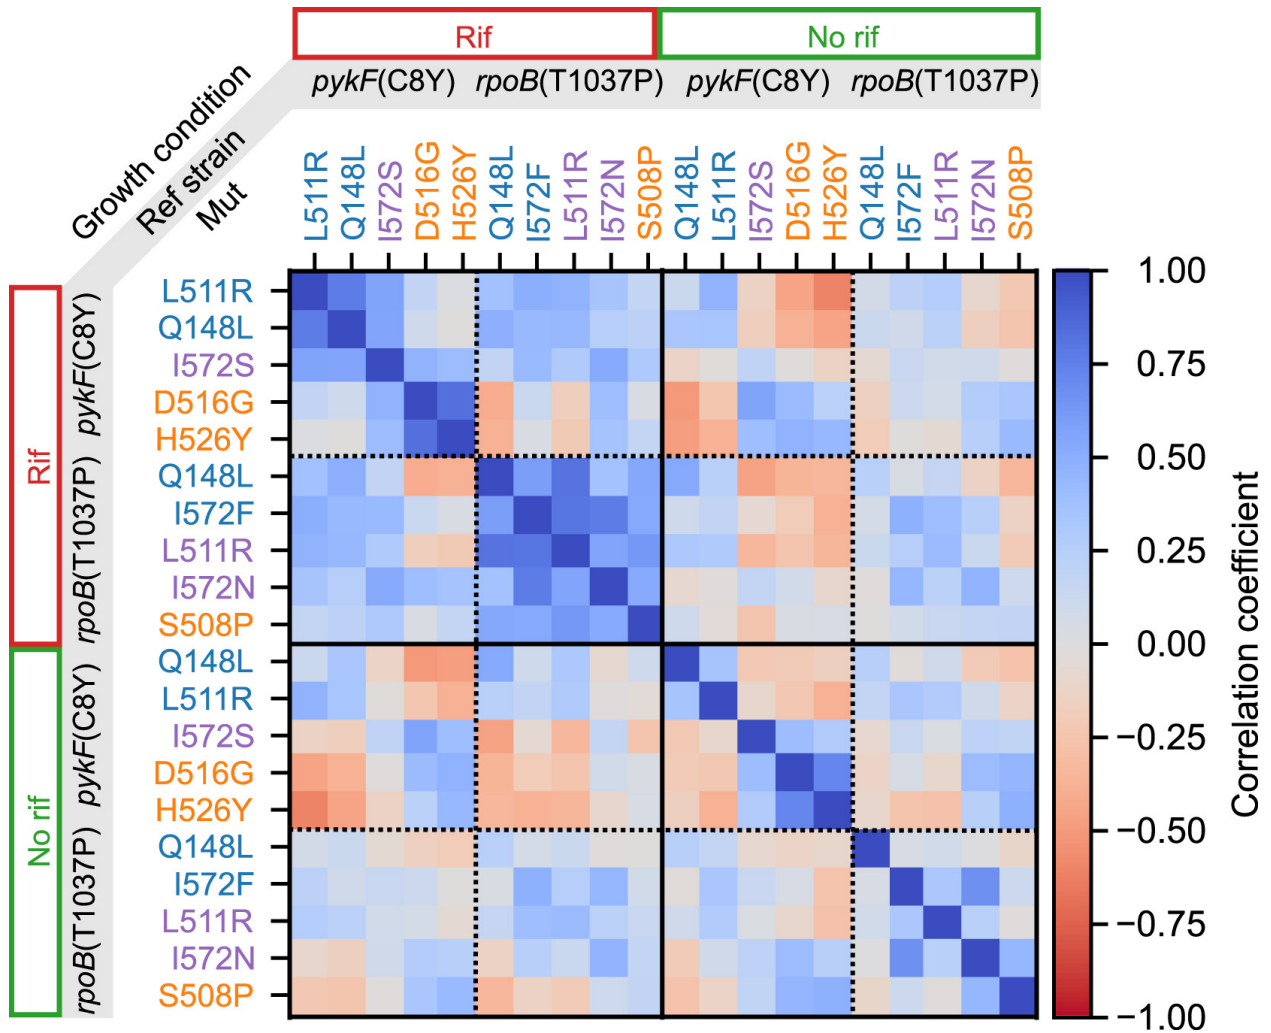 Rif
No rif
pykF(C8Y)
rpoB(T1037P)
pykF(C8Y)
rpoB(T1037P)
Growth condition
Ref strain
Mut
L511R
Q148L
I572S
D516G
H526Y
Q148L
I572F
L511R
I572N
S508P
Q148L
L511R
I572S
D516G
H526Y
Q148L
I572F
L511R
I572N
S508P
Rif
No rif
pykF(C8Y)
rpoB(T1037P)
pykF(C8Y)
rpoB(T1037P)
L511R
Q148L
I572S
D516G
H526Y
Q148L
I572F
L511R
I572N
S508P
Q148L
L511R
I572S
D516G
H526Y
Q148L
I572F
L511R
I572N
S508P
1.00
0.75
0.50
0.25
0.00
−0.25
−0.50
−0.75
−1.00
Correlation coefficient